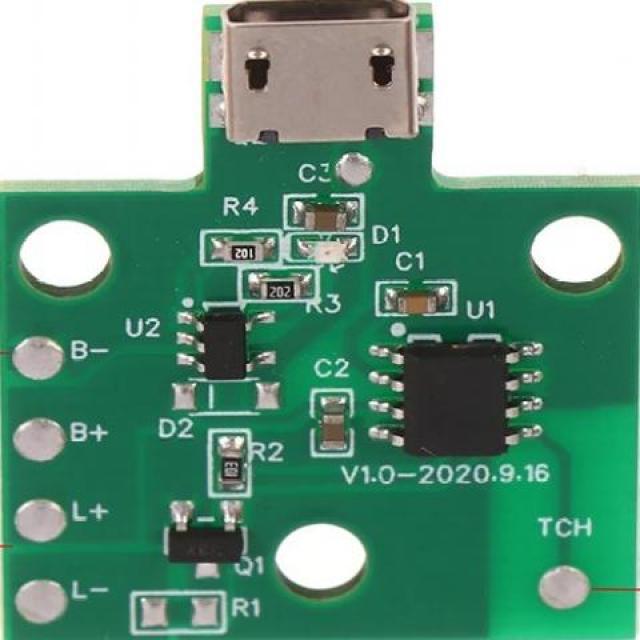 C3
R4
D1
C1
102
202
R3
U1
U2
B-
C2
B+
D2
R2
V1.0-2020.9.16
L+
TCH
Q1
L-
R1